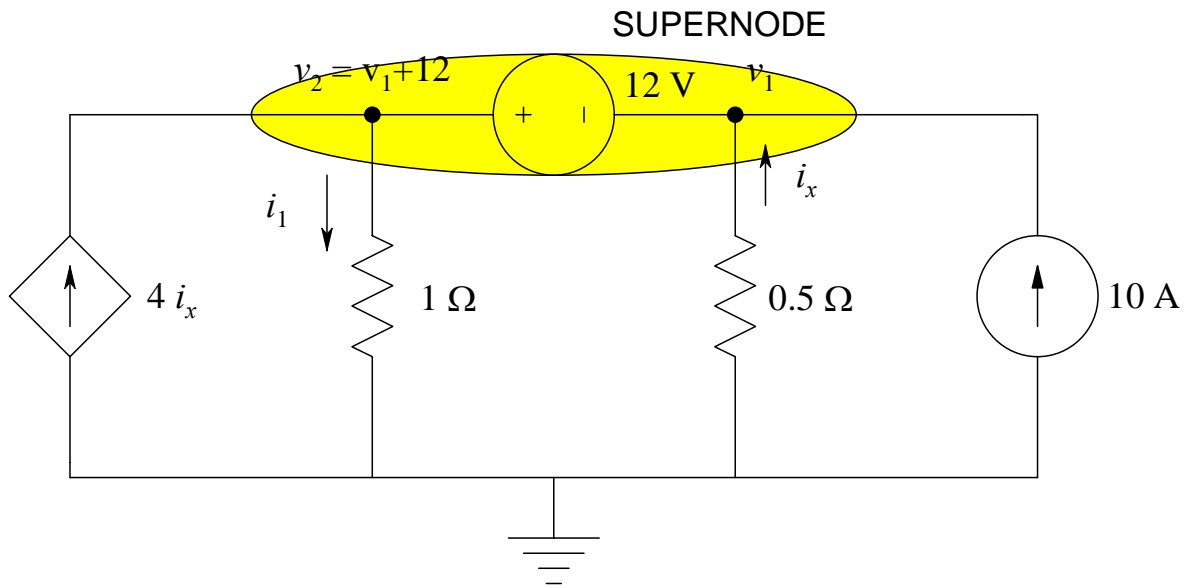 SUPERNODE
v₂ = v₁+12
12 V
v₁
+
−
i₁
iₓ
4 iₓ
1 Ω
0.5 Ω
10 A